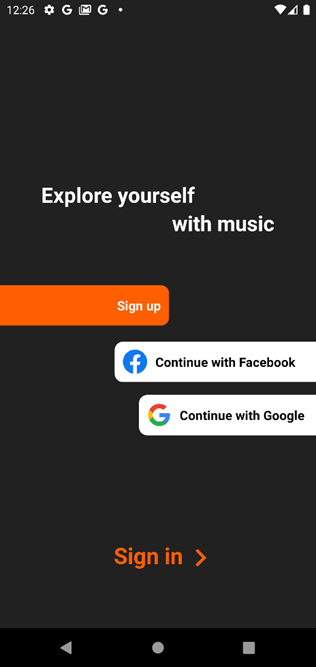 12:26
Explore yourself
with music
Sign up
Continue with Facebook
Continue with Google
Sign in